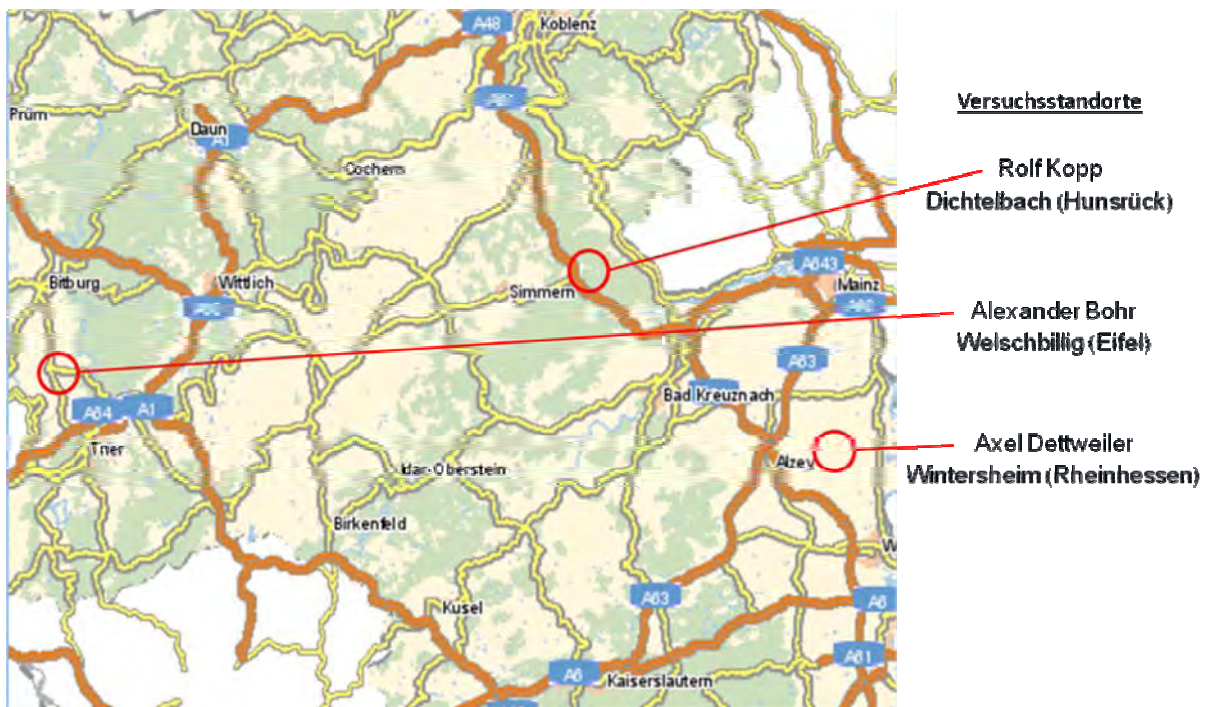 A48
Koblenz
Prüm
Daun
A1
Cochem
Versuchsstandorte
Rolf Kopp
Dichtelbach (Hunsrück)
A643
Mainz
Bitburg
Wittlich
Simmern
Alexander Bohr
Welschbillig (Eifel)
A63
Bad Kreuznach
A64
A1
Trier
Alzey
Idar-Oberstein
Axel Dettweiler
Wintersheim (Rheinhessen)
Birkenfeld
W
Kusel
A63
A6
A61
A6
Kaiserslautern